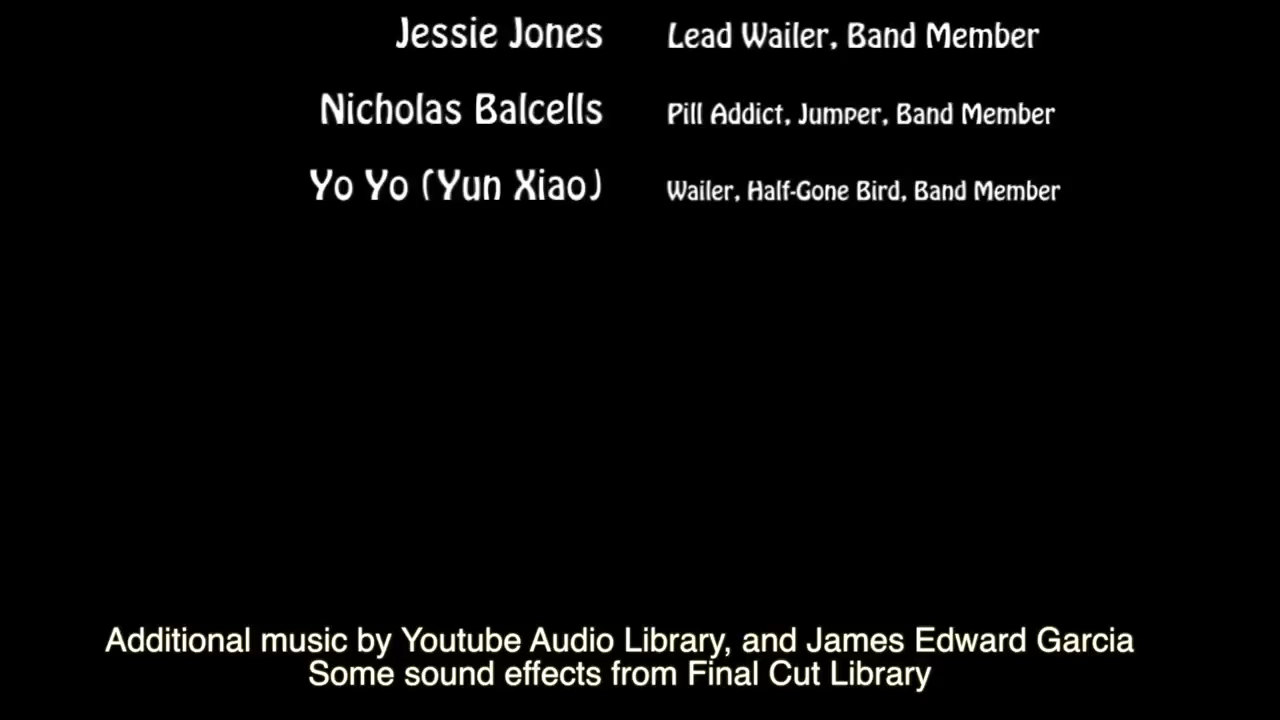 Jessie Jones Lead Wailer, Band Member
Nicholas Balcells Pill Addict, Jumper, Band Member
Yo Yo (Yun Xiao) Wailer, Half-Gone Bird, Band Member
Additional music by Youtube Audio Library, and James Edward Garcia
Some sound effects from Final Cut Library